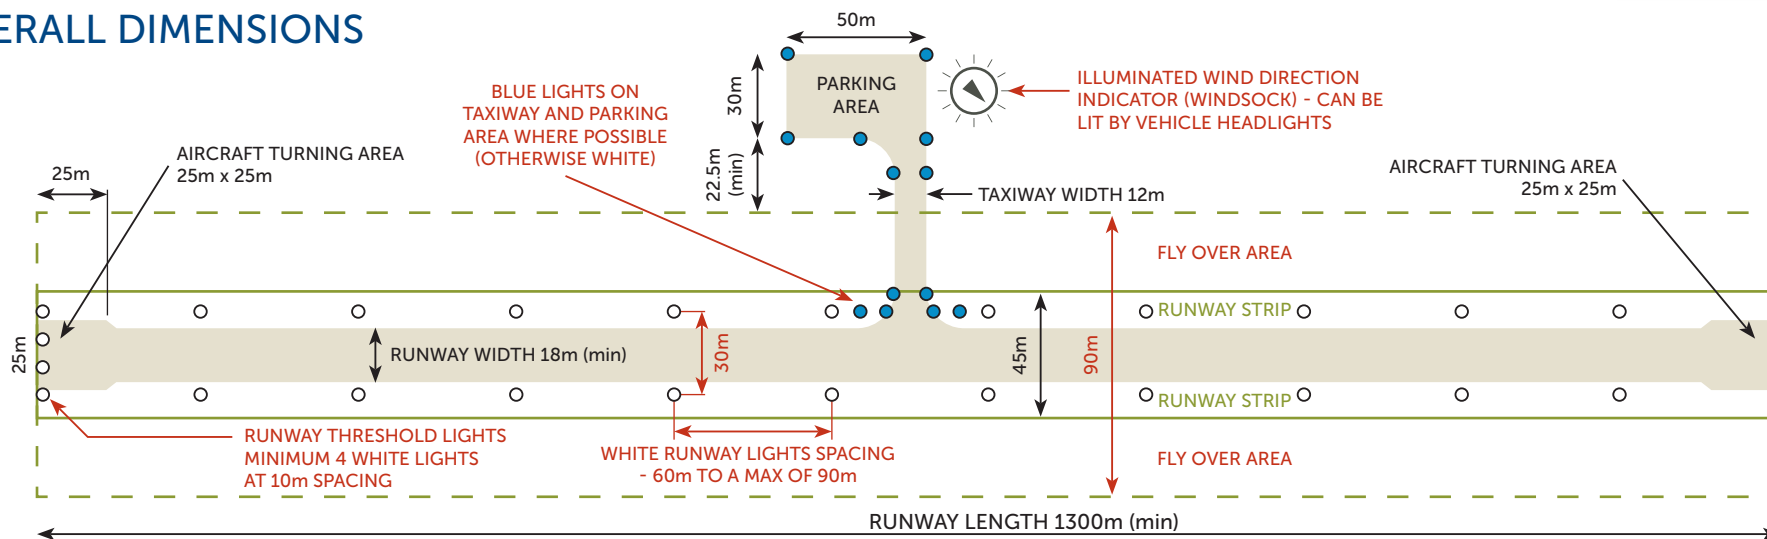 ERALL DIMENSIONS
50m
PARKING
AREA
30m
22.5m
(min)
ILLUMINATED WIND DIRECTION
INDICATOR (WINDSOCK) - CAN BE
LIT BY VEHICLE HEADLIGHTS
BLUE LIGHTS ON
TAXIWAY AND PARKING
AREA WHERE POSSIBLE
(OTHERWISE WHITE)
AIRCRAFT TURNING AREA
25m x 25m
25m
TAXIWAY WIDTH 12m
AIRCRAFT TURNING AREA
25m x 25m
FLY OVER AREA
RUNWAY STRIP
25m
RUNWAY WIDTH 18m (min)
30m
45m
90m
RUNWAY STRIP
RUNWAY THRESHOLD LIGHTS
MINIMUM 4 WHITE LIGHTS
AT 10m SPACING
WHITE RUNWAY LIGHTS SPACING
- 60m TO A MAX OF 90m
FLY OVER AREA
RUNWAY LENGTH 1300m (min)